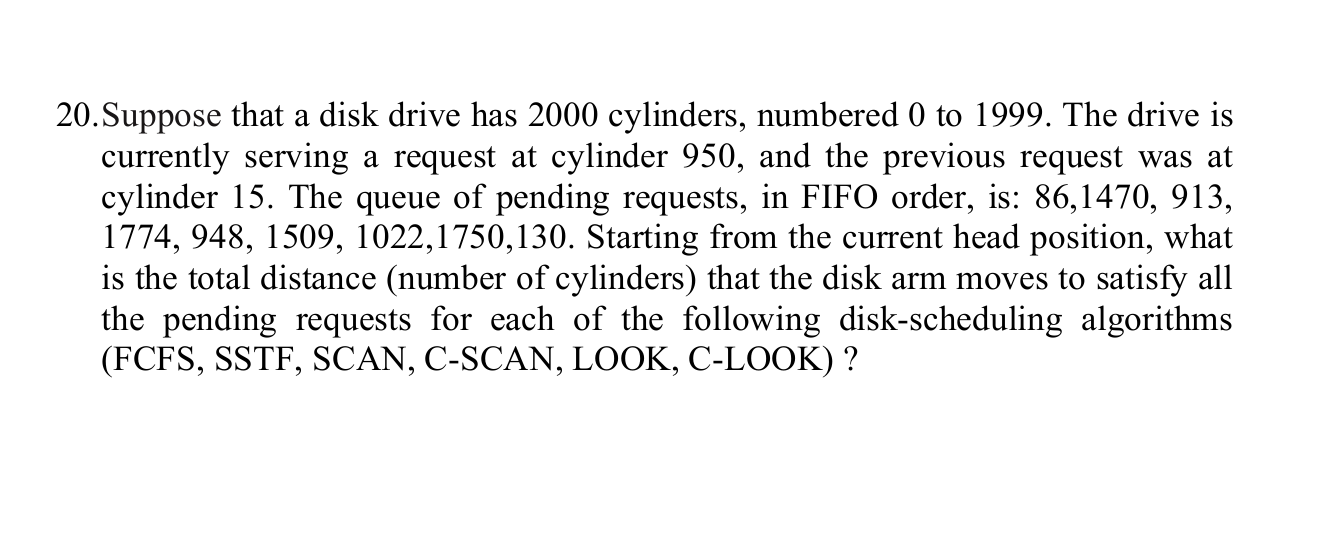 20.Suppose that a disk drive has 2000 cylinders, numbered 0 to 1999. The drive is
currently serving a request at cylinder 950, and the previous request was at
cylinder 15. The queue of pending requests, in FIFO order, is: 86,1470, 913,
1774, 948, 1509, 1022,1750,130. Starting from the current head position, what
is the total distance (number of cylinders) that the disk arm moves to satisfy all
the pending requests for each of the following disk-scheduling algorithms
(FCFS, SSTF, SCAN, C-SCAN, LOOK, C-LOOK) ?